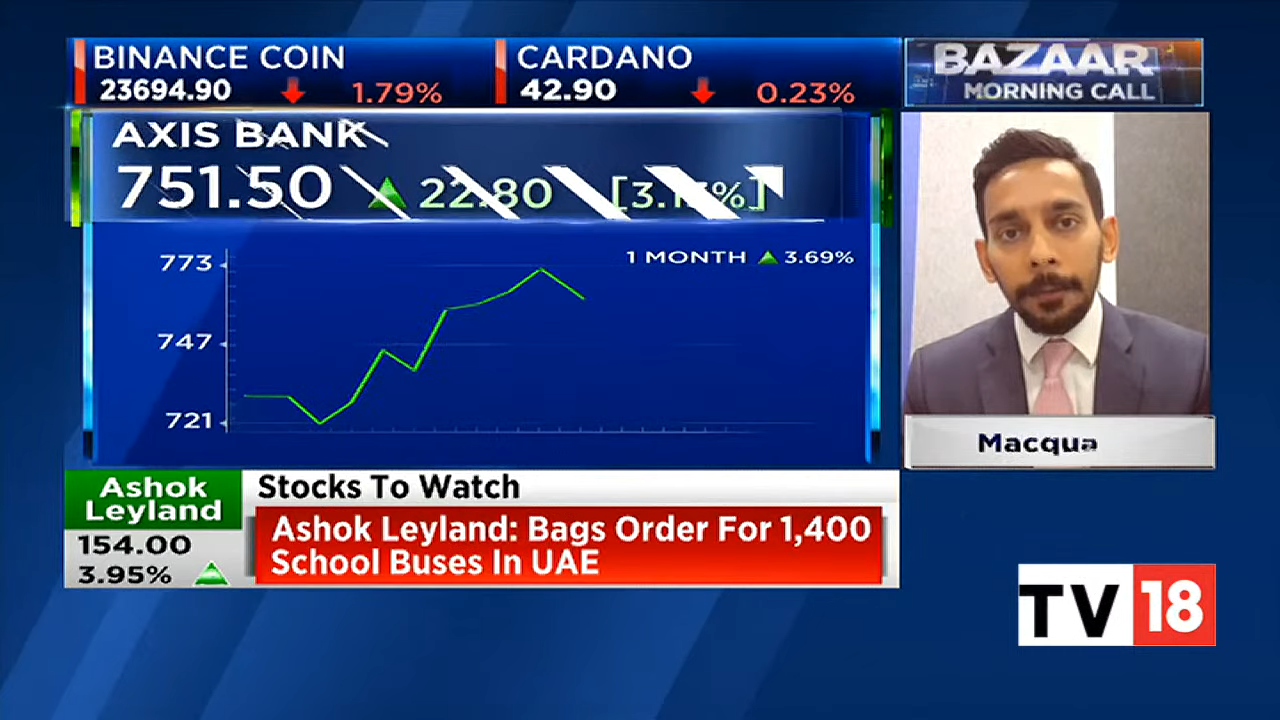 BINANCE COIN
23694.90 1.79%
CARDANO
42.90 0.23%
BAZAAR
MORNING CALL
AXIS BANK
751.50 22.80
1 MONTH 3.69%
773
747
721
Macqua
Ashok
Leyland
154.00
3.95%
Stocks To Watch
Ashok Leyland: Bags Order For 1,400
School Buses In UAE
TV 18